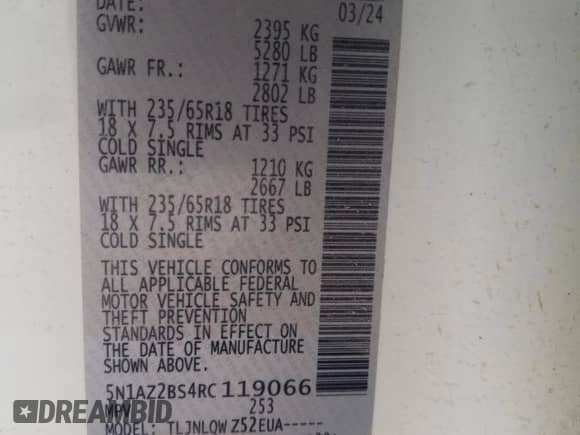 DATE: 03/24
GVWR: 2395 KG
5280 LB
GAWR FR.: 1271 KG
2802 LB
WITH 235/65R18 TIRES
18 X 7.5 RIMS AT 33 PSI
COLD SINGLE
GAWR RR.: 1210 KG
2667 LB
WITH 235/65R18 TIRES
18 X 7.5 RIMS AT 33 PSI
COLD SINGLE
THIS VEHICLE CONFORMS TO
ALL APPLICABLE FEDERAL
MOTOR VEHICLE SAFETY AND
THEFT PREVENTION
STANDARDS IN EFFECT ON
THE DATE OF MANUFACTURE
SHOWN ABOVE.
5N1AZ2BS4RC119066
MPV 253
MODEL: TLJNLQW Z52EUA-----
DREAMBID